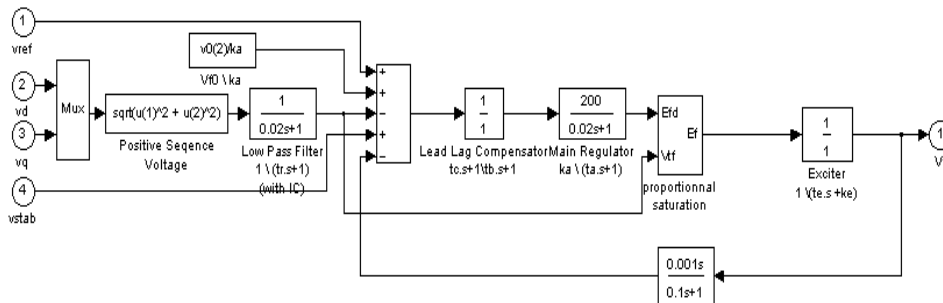 1
vref
v0(2)/ka
Vf0 \ ka
2
vd
Mux
3
vq
sqrt(u(1)^2 + u(2)^2)
Positive Seqence
Voltage
1
0.02s+1
Low Pass Filter
1 \ (tr.s+1)
(with IC)
4
vstab
+
+
−
+
−
1
1
Lead Lag Compensator
tc.s+1\tb.s+1
200
0.02s+1
Main Regulator
ka \ (ta.s+1)
Efd
Ef
Vtf
proportionnal
saturation
1
1
Exciter
1 \(te.s +ke)
1
0.001s
0.1s+1